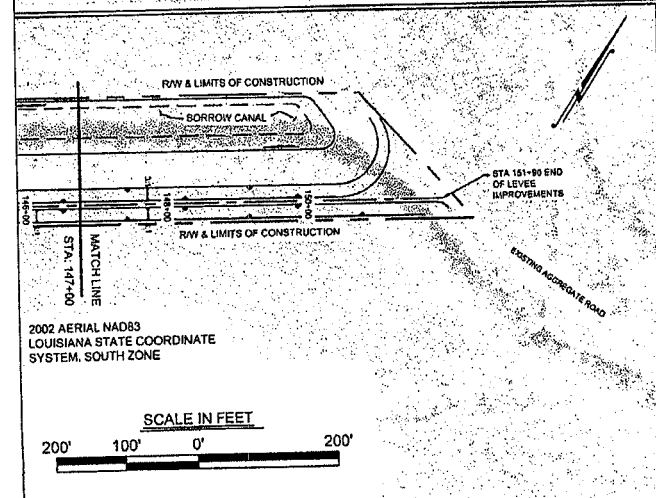 R/W & LIMITS OF CONSTRUCTION
BORROW CANAL
STA 151+90 END
OF LEVEE
IMPROVEMENTS
146+00
148+00
150+00
R/W & LIMITS OF CONSTRUCTION
MATCH LINE
STA. 147+00
EXISTING AGGREGATE ROAD
2002 AERIAL NAD83
LOUISIANA STATE COORDINATE
SYSTEM, SOUTH ZONE
SCALE IN FEET
200' 100' 0' 200'